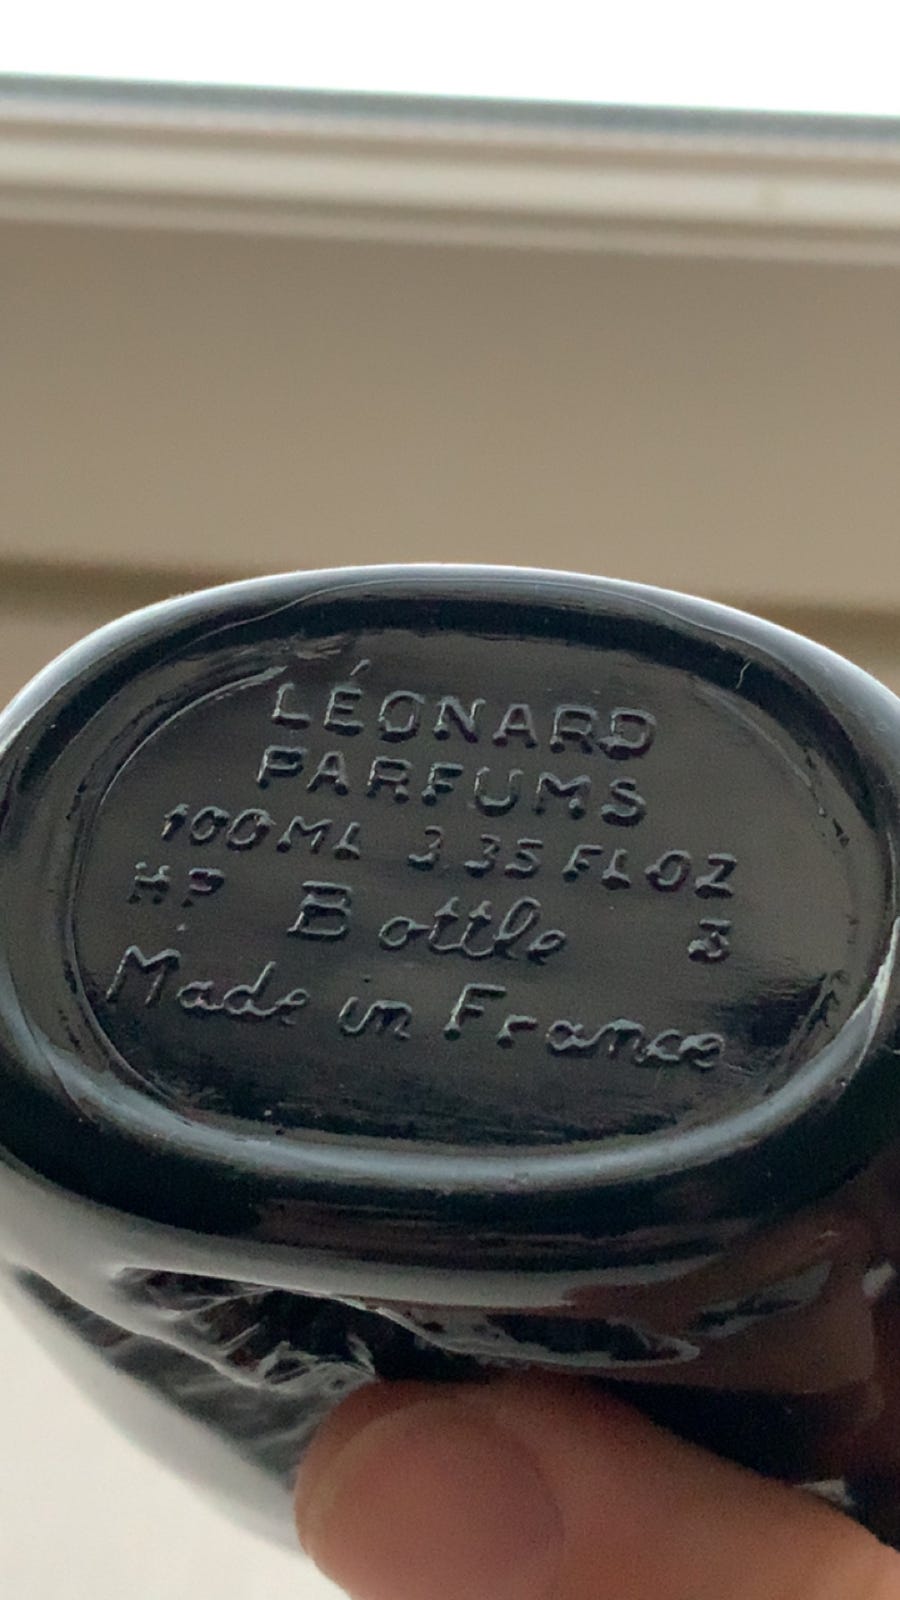 LÉONARD
PARFUMS
100ML 3.35 FL OZ
HP Bottle 3
Made in France